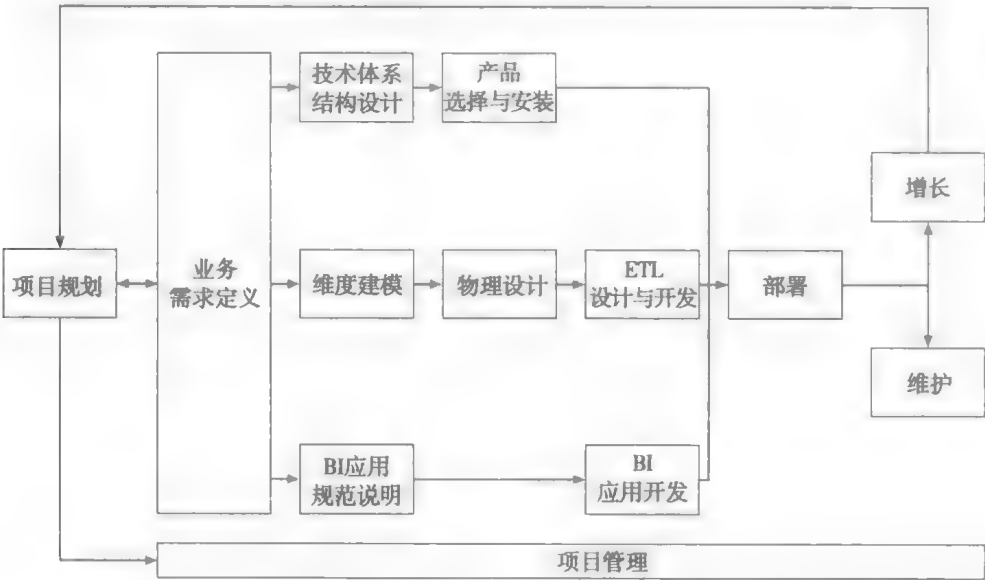 技术体系
结构设计
产品
选择与安装
增长
项目规划
业务
需求定义
维度建模
物理设计
ETL
设计与开发
部署
维护
BI应用
规范说明
BI
应用开发
项目管理